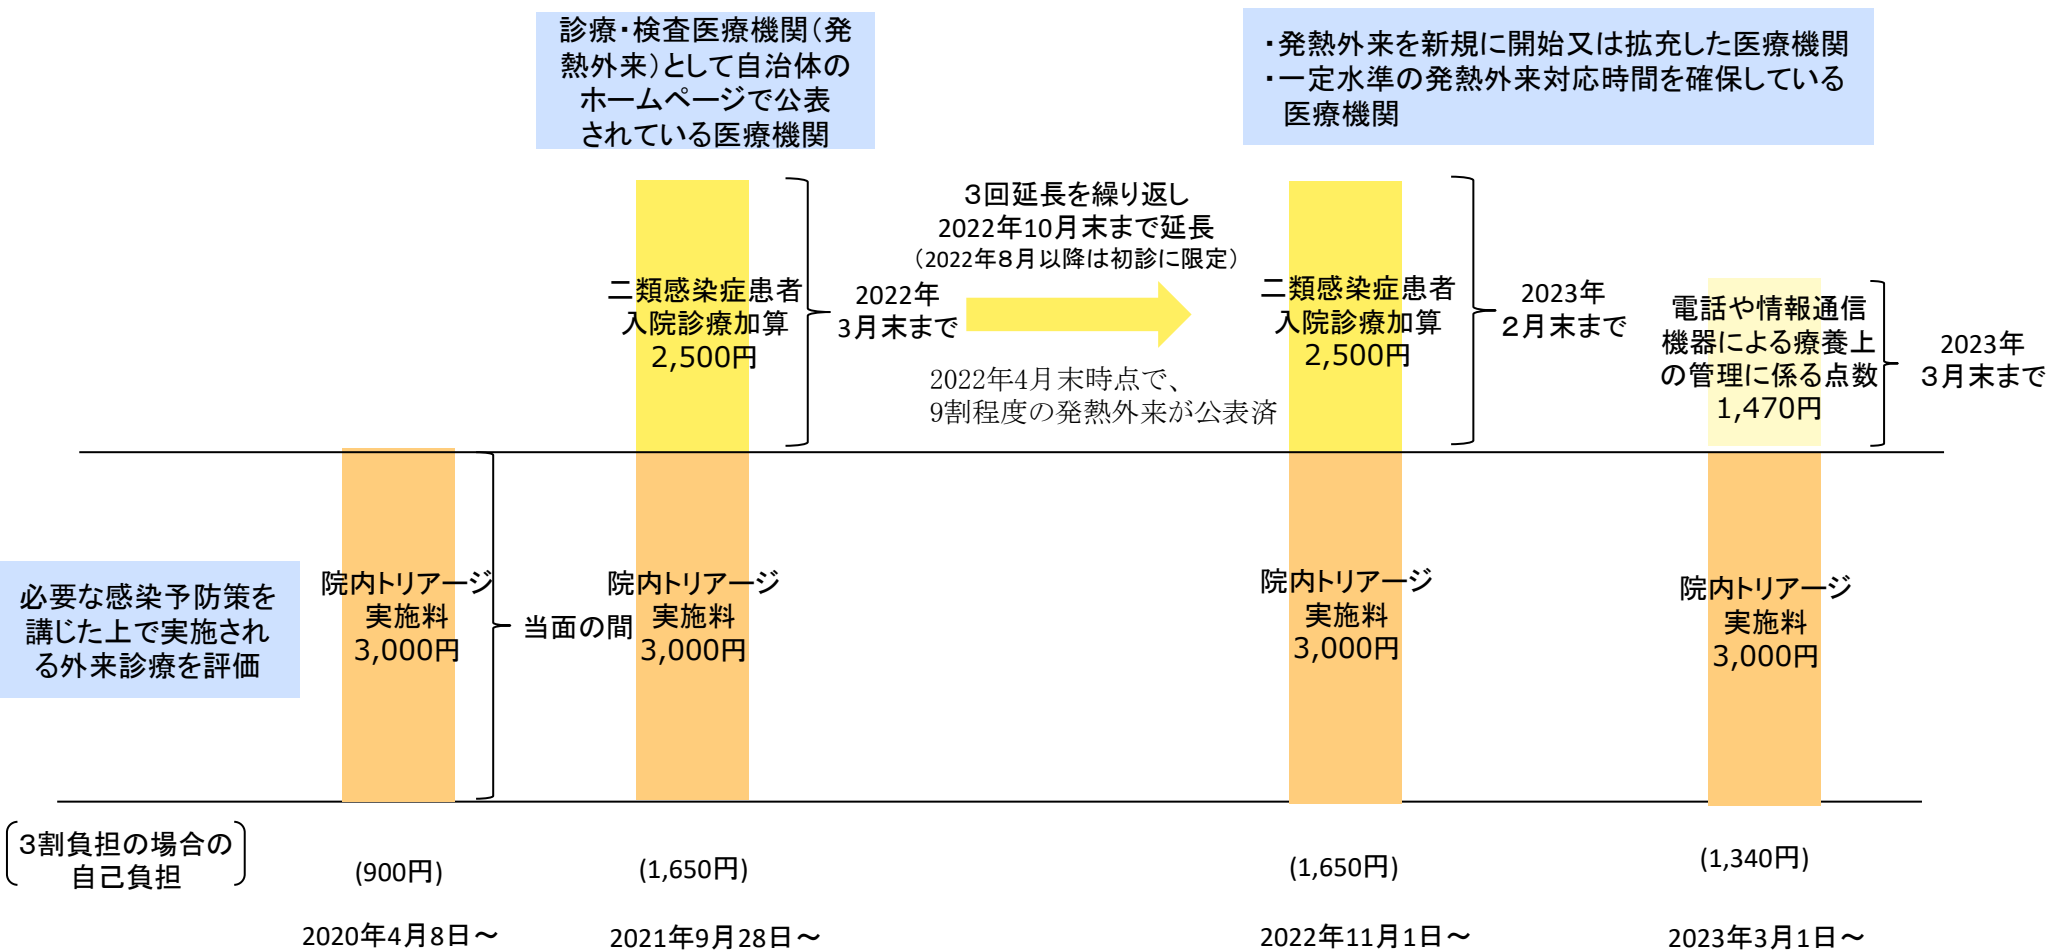 診療・検査医療機関（発
熱外来）として自治体の
ホームページで公表
されている医療機関
・発熱外来を新規に開始又は拡充した医療機関
・一定水準の発熱外来対応時間を確保している
医療機関
二類感染症患者
入院診療加算
2,500円
2022年
3月末まで
３回延長を繰り返し
2022年10月末まで延長
（2022年８月以降は初診に限定）
2022年4月末時点で、
9割程度の発熱外来が公表済
二類感染症患者
入院診療加算
2,500円
2023年
２月末まで
電話や情報通信
機器による療養上
の管理に係る点数
1,470円
2023年
３月末まで
必要な感染予防策を
講じた上で実施され
る外来診療を評価
院内トリアージ
実施料
3,000円
当面の間
院内トリアージ
実施料
3,000円
院内トリアージ
実施料
3,000円
院内トリアージ
実施料
3,000円
３割負担の場合の
自己負担
(900円)
(1,650円)
(1,650円)
(1,340円)
2020年4月8日～
2021年9月28日～
2022年11月1日～
2023年3月1日～